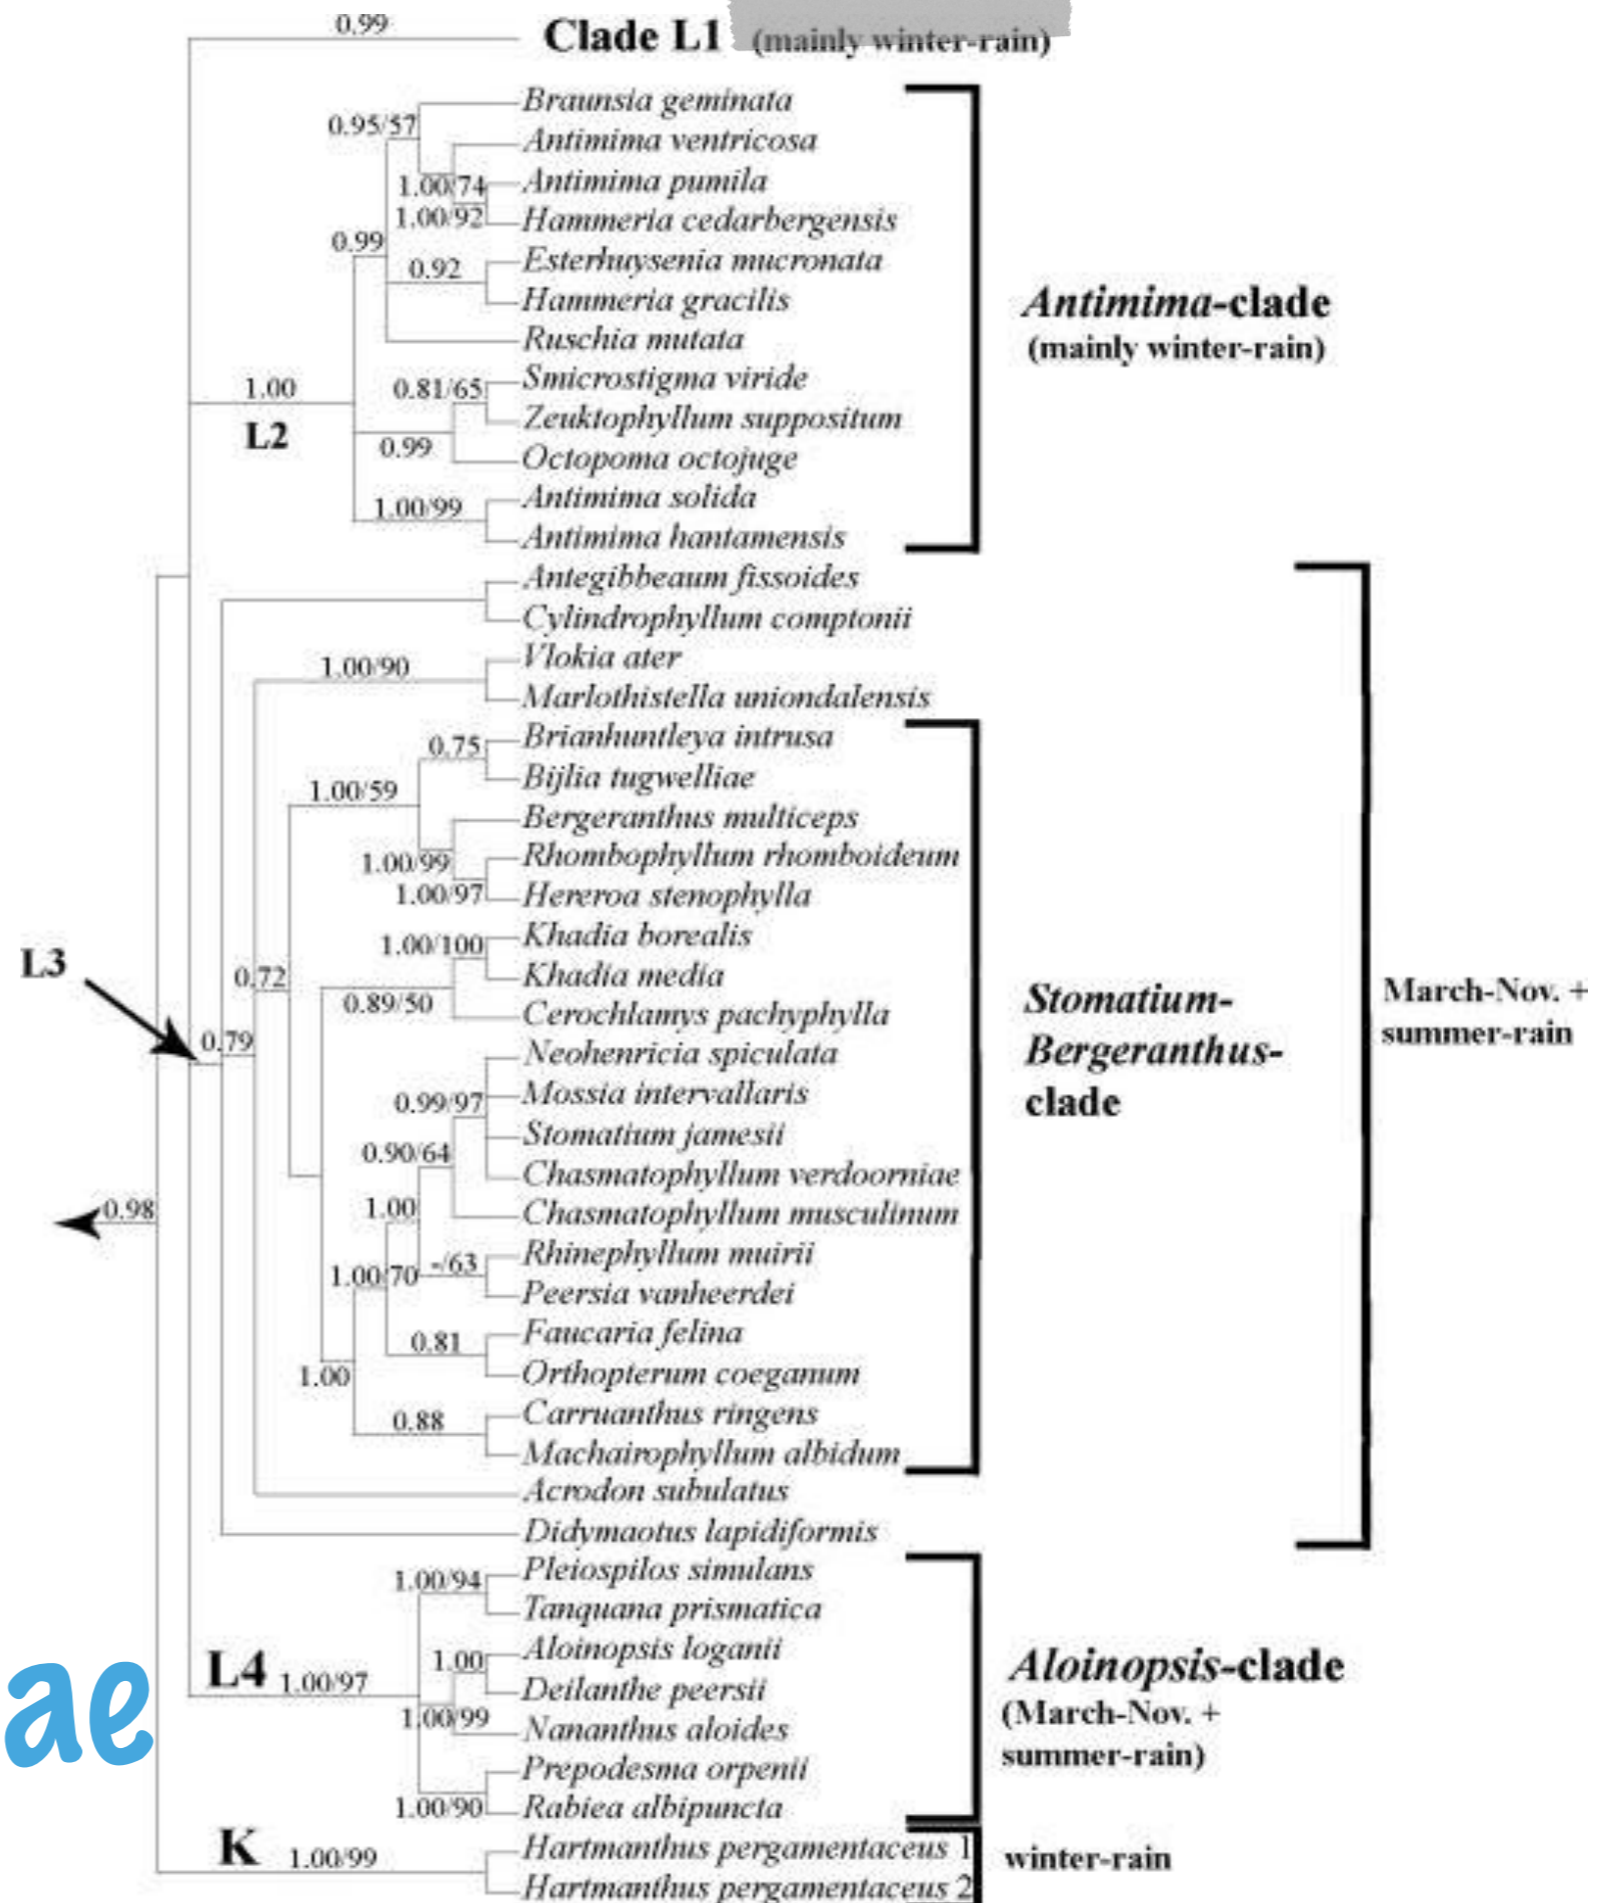 0.99
Clade L1 (mainly winter-rain)
Braunsia geminata
0.95/57
Antimima ventricosa
1.00/74
Antimima pumila
1.00/92
Hammeria cedarbergensis
0.99
Esterhuysenia mucronata
0.92
Hammeria gracilis
Antimima-clade
(mainly winter-rain)
Ruschia mutata
1.00
L2
0.81/65
Smicrostigma viride
Zeuktophyllum suppositum
0.99
Octopoma octojuge
Antimima solida
1.00/99
Antimima hantamensis
Antegibbeaum fissoides
Cylindrophyllum comptonii
1.00/90
Vlokia ater
Marlothistella uniondalensis
0.75
Brianhuntleya intrusa
1.00/59
Bijlia tugwelliae
Bergeranthus multiceps
1.00/99
Rhombophyllum rhomboideum
1.00/97
Hereroa stenophylla
1.00/100
Khadia borealis
L3
0.72
Khadia media
0.89/50
Cerochlamys pachyphylla
Stomatium-
Bergeranthus-
clade
March-Nov. +
summer-rain
0.79
Neohenricia spiculata
0.99/97
Mossia intervallaris
Stomatium jamesii
0.90/64
Chasmatophyllum verdoorniae
1.00
Chasmatophyllum musculinum
0.98
-/63
Rhinephyllum muirii
1.00/70
Peersia vanheerdei
0.81
Faucaria felina
1.00
Orthopterum coeganum
0.88
Carruanthus ringens
Machairophyllum albidum
Acrodon subulatus
Didymaotus lapidiformis
1.00/94
Pleiospilos simulans
Tanquana prismatica
1.00
Aloinopsis loganii
L4 1.00/97
Deilanthe peersii
1.00/99
Nananthus aloides
Aloinopsis-clade
(March-Nov. +
summer-rain)
ae
Prepodesma orpenii
1.00/90
Rabiea albipuncta
K 1.00/99
Hartmanthus pergamentaceus 1
winter-rain
Hartmanthus pergamentaceus 2